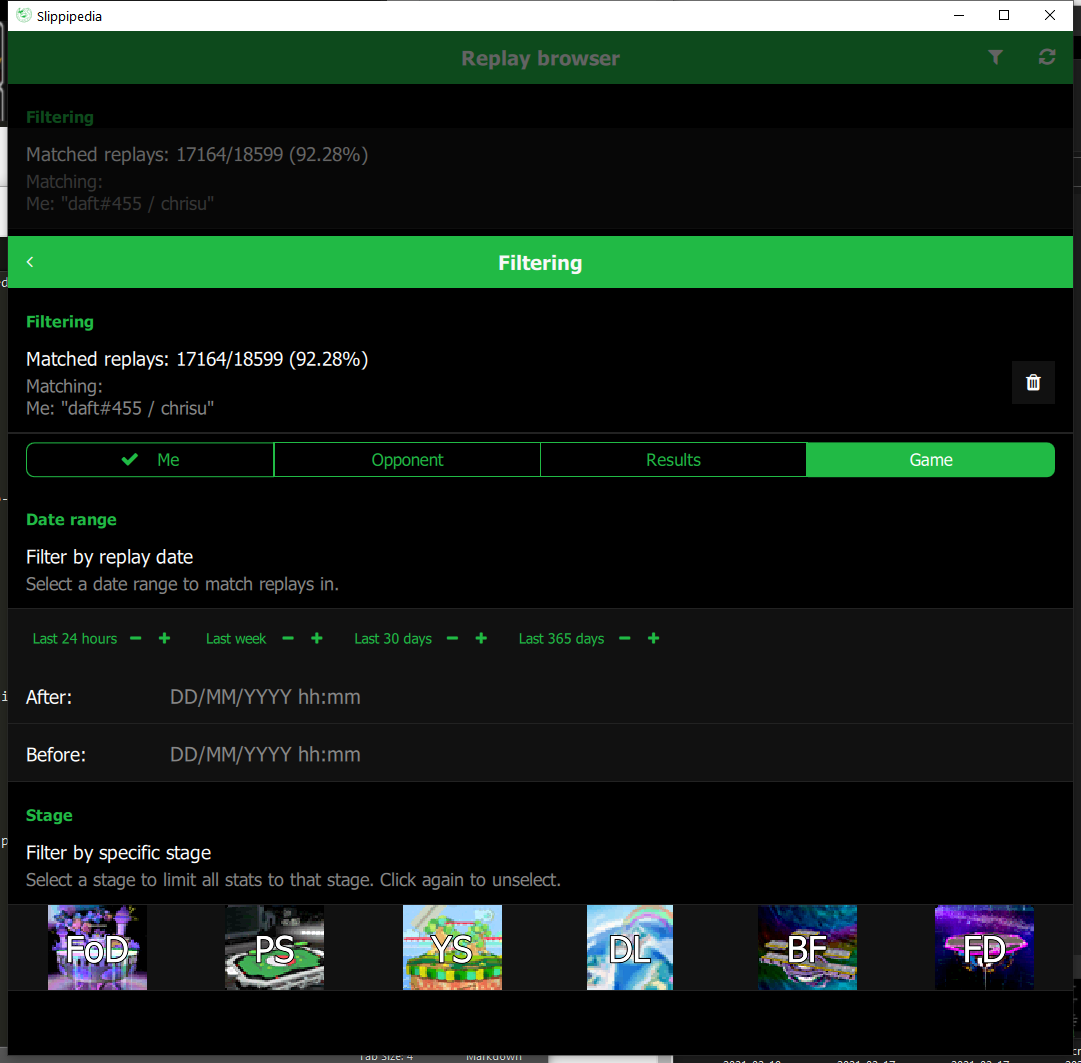 Slippipedia
Replay browser
Filtering
Matched replays: 17164/18599 (92.28%)
Matching:
Me: "daft#455 / chrisu"
Filtering
Filtering
Matched replays: 17164/18599 (92.28%)
Matching:
Me: "daft#455 / chrisu"
Me Opponent Results Game
Date range
Filter by replay date
Select a date range to match replays in.
Last 24 hours Last week Last 30 days Last 365 days
After: DD/MM/YYYY hh:mm
Before: DD/MM/YYYY hh:mm
Stage
Filter by specific stage
Select a stage to limit all stats to that stage. Click again to unselect.
FoD PS YS DL BF FD
Tab Size: 4 Markdown